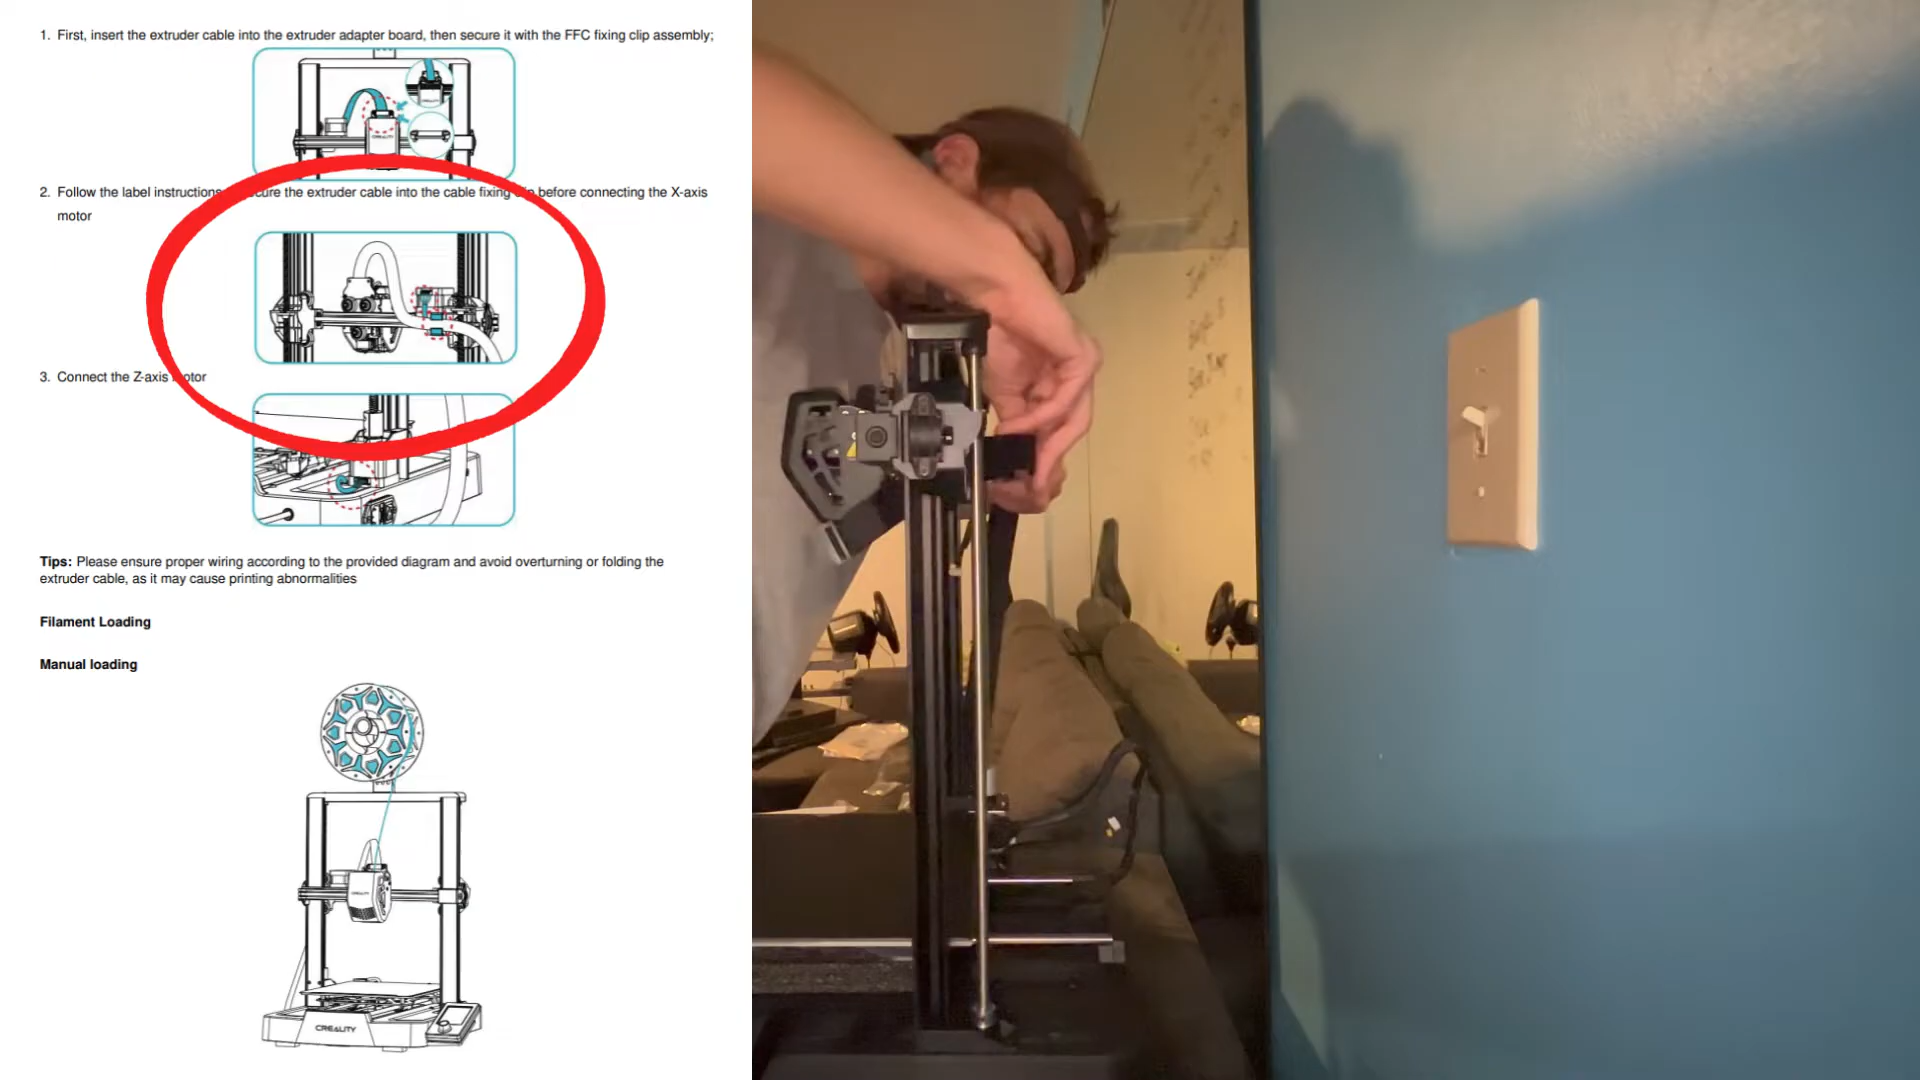 1. First, insert the extruder cable into the extruder adapter board, then secure it with the FFC fixing clip assembly;
CREALITY
CREALITY
2. Follow the label instructions cure the extruder cable into the cable fixing before connecting the X-axis
motor
3. Connect the Z-axis otor
Tips: Please ensure proper wiring according to the provided diagram and avoid overturning or folding the
extruder cable, as it may cause printing abnormalities
Filament Loading
Manual loading
CREALITY
CREALITY